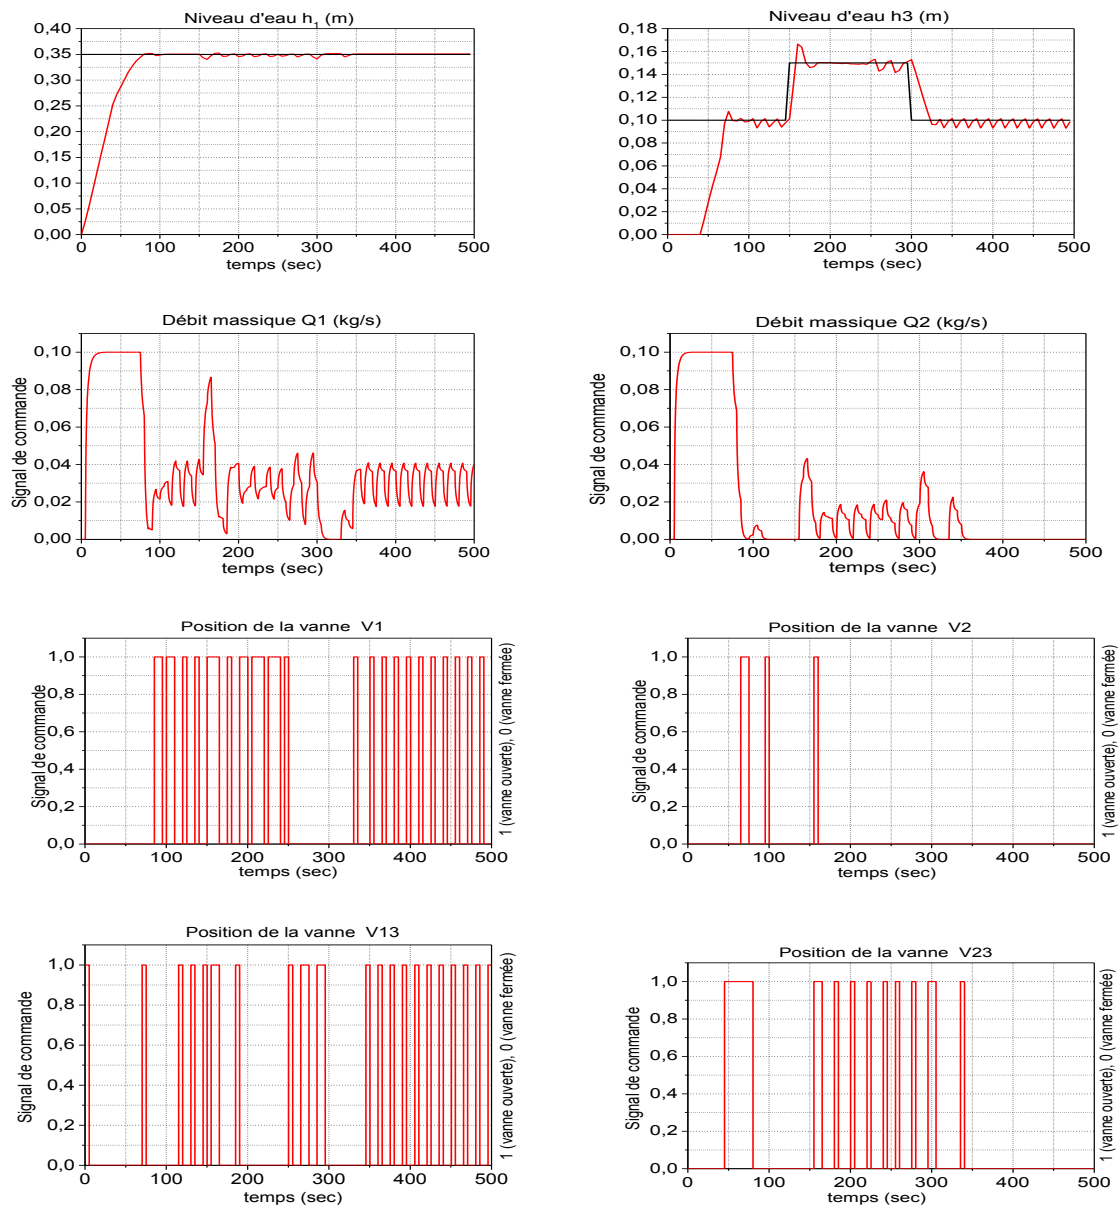 Niveau d'eau h1 (m)
0,40
0,35
0,30
0,25
0,20
0,15
0,10
0,05
0,00
0 100 200 300 400 500
temps (sec)
Niveau d'eau h3 (m)
0,18
0,16
0,14
0,12
0,10
0,08
0,06
0,04
0,02
0,00
0 100 200 300 400 500
temps (sec)
Débit massique Q1 (kg/s)
Signal de commande
0,10
0,08
0,06
0,04
0,02
0,00
0 100 200 300 400 500
temps (sec)
Débit massique Q2 (kg/s)
Signal de commande
0,10
0,08
0,06
0,04
0,02
0,00
0 100 200 300 400 500
temps (sec)
Position de la vanne V1
Signal de commande
1,0
0,8
0,6
0,4
0,2
0,0
0 100 200 300 400 500
temps (sec)
1 (vanne ouverte), 0 (vanne fermée)
Position de la vanne V2
Signal de commande
1,0
0,8
0,6
0,4
0,2
0,0
0 100 200 300 400 500
temps (sec)
1 (vanne ouverte), 0 (vanne fermée)
Position de la vanne V13
Signal de commande
1,0
0,8
0,6
0,4
0,2
0,0
0 100 200 300 400 500
temps (sec)
1 (vanne ouverte), 0 (vanne fermée)
Position de la vanne V23
Signal de commande
1,0
0,8
0,6
0,4
0,2
0,0
0 100 200 300 400 500
temps (sec)
1 (vanne ouverte), 0 (vanne fermée)